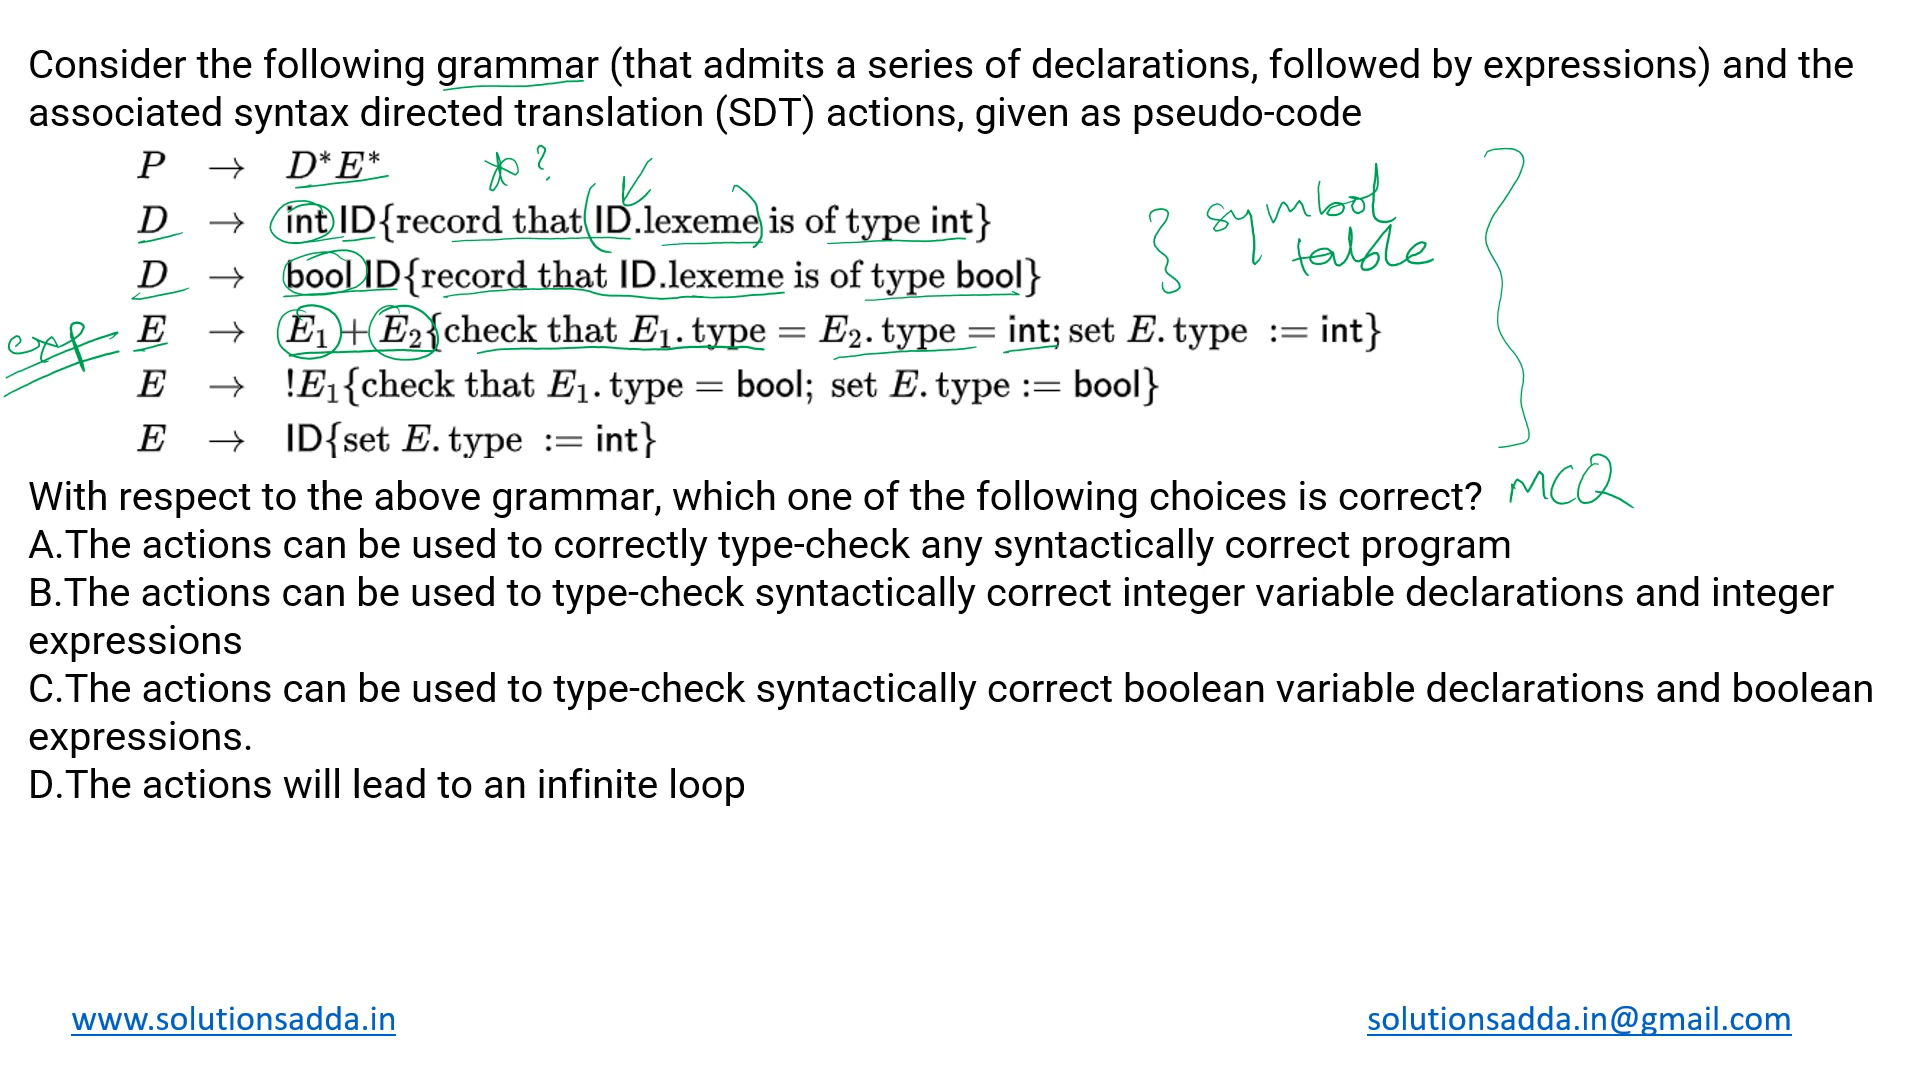 Consider the following grammar (that admits a series of declarations, followed by expressions) and the
associated syntax directed translation (SDT) actions, given as pseudo-code
P → D*E* * ?
D → int ID{record that ID.lexeme is of type int}
D → bool ID{record that ID.lexeme is of type bool}
} symbol
table
exp E → E₁ + E₂{check that E₁.type = E₂.type = int; set E.type := int}
E → !E₁{check that E₁.type = bool; set E.type := bool}
E → ID{set E.type := int}
With respect to the above grammar, which one of the following choices is correct? MCQ
A.The actions can be used to correctly type-check any syntactically correct program
B.The actions can be used to type-check syntactically correct integer variable declarations and integer
expressions
C.The actions can be used to type-check syntactically correct boolean variable declarations and boolean
expressions.
D.The actions will lead to an infinite loop
www.solutionsadda.in
solutionsadda.in@gmail.com